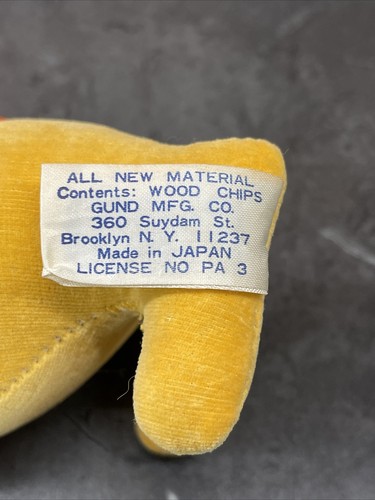 ALL NEW MATERIAL
Contents: WOOD CHIPS
GUND MFG. CO.
360 Suydam St.
Brooklyn N. Y. 11237
Made in JAPAN
LICENSE NO PA 3